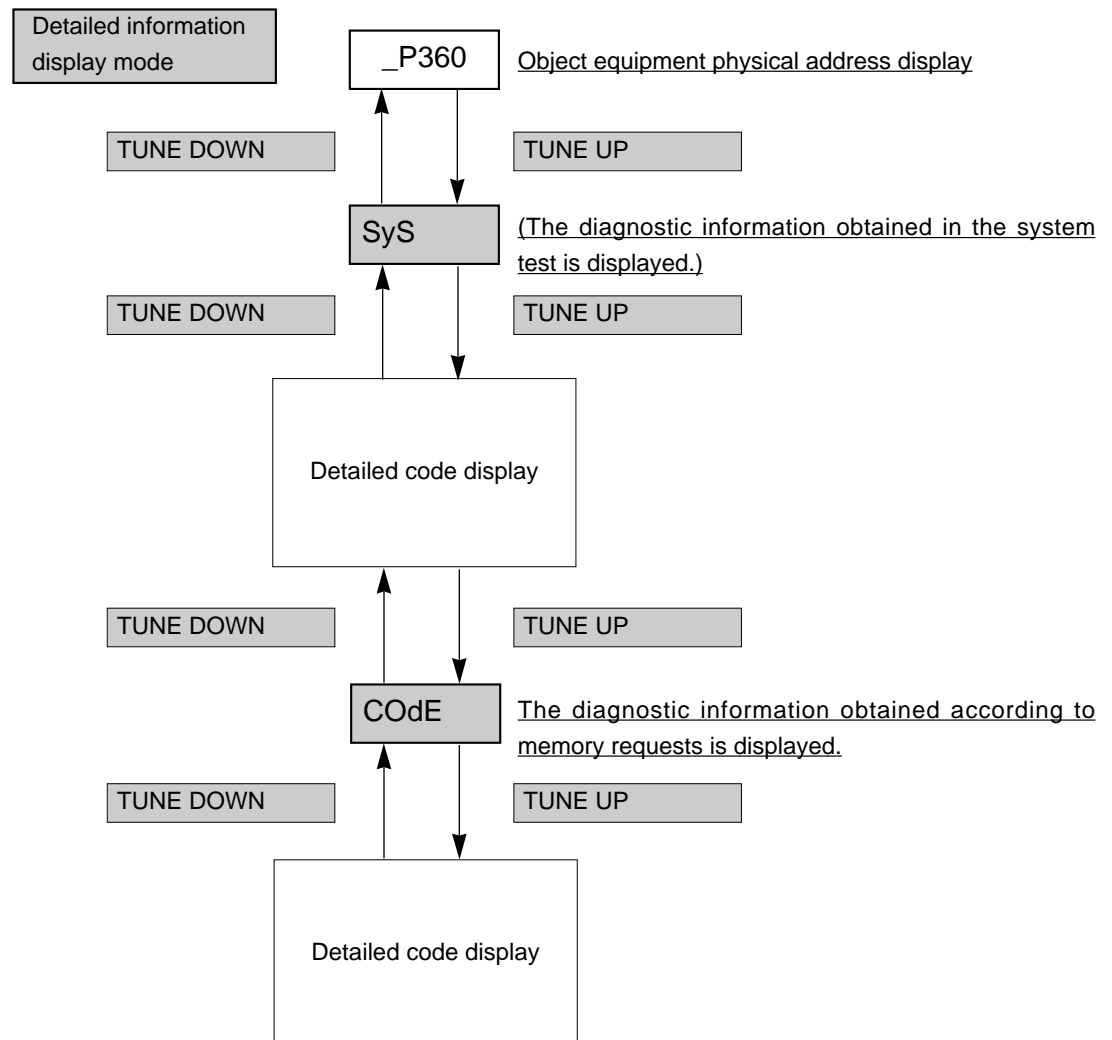 Detailed information
display mode
_P360
Object equipment physical address display
TUNE DOWN
TUNE UP
SyS
(The diagnostic information obtained in the system
test is displayed.)
TUNE DOWN
TUNE UP
Detailed code display
TUNE DOWN
TUNE UP
COdE
The diagnostic information obtained according to
memory requests is displayed.
TUNE DOWN
TUNE UP
Detailed code display